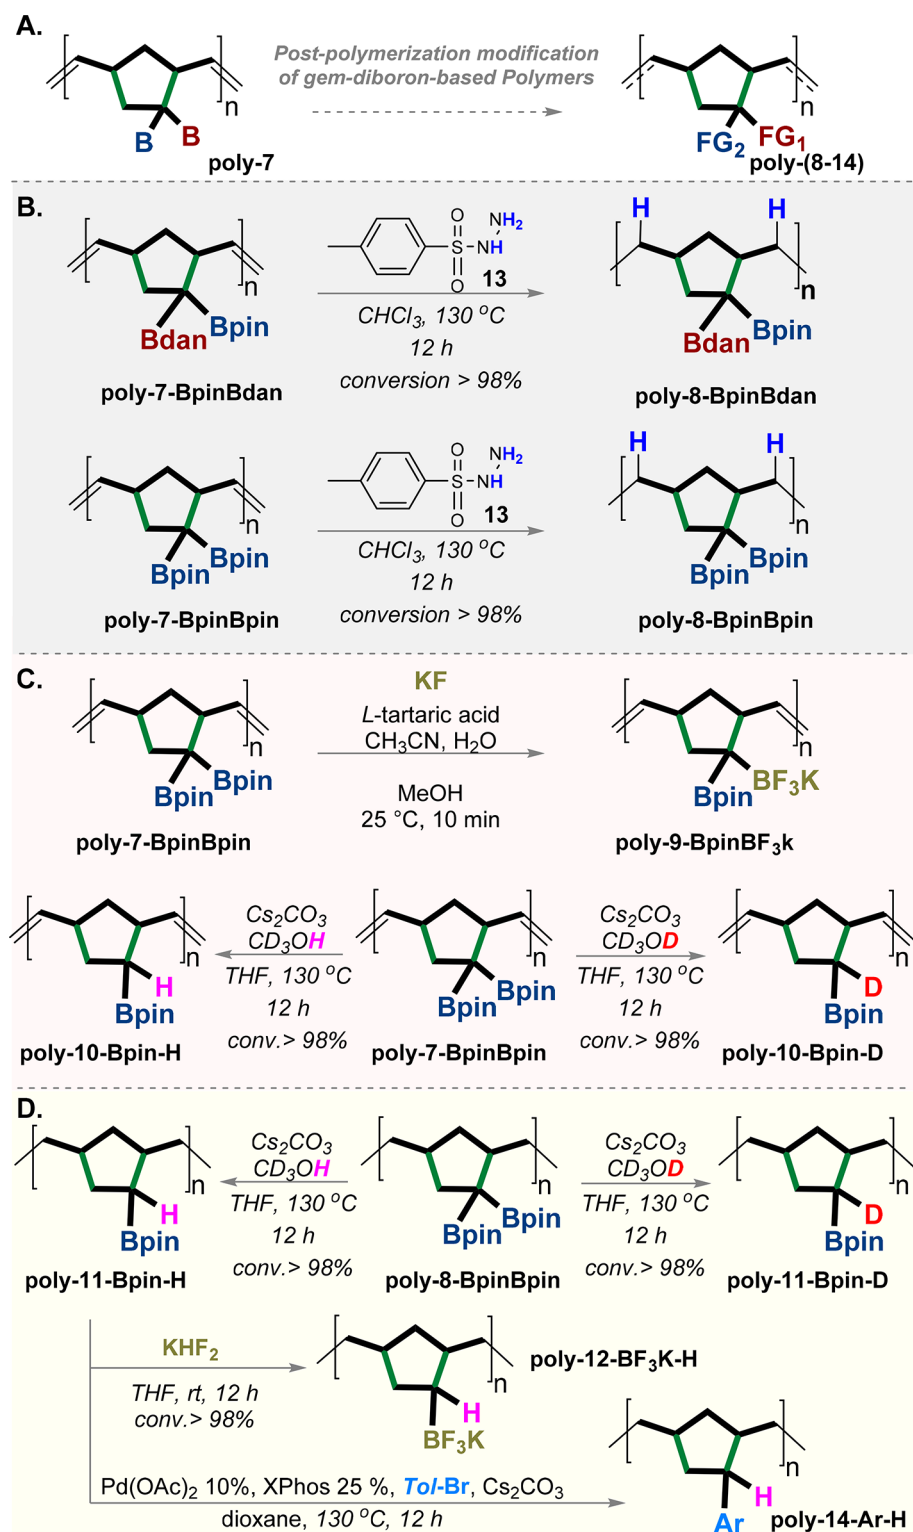 A.
Post-polymerization modification
of gem-diboron-based Polymers
n
n
B
B
FG2
FG1
poly-7
poly-(8-14)
B.
H
H
O
NH2
S
NH
O
13
n
n
Bdan
Bpin
CHCl3, 130 °C
12 h
conversion > 98%
Bdan
Bpin
poly-7-BpinBdan
poly-8-BpinBdan
H
H
O
NH2
S
NH
O
13
n
n
Bpin
Bpin
CHCl3, 130 °C
12 h
conversion > 98%
Bpin
Bpin
poly-7-BpinBpin
poly-8-BpinBpin
C.
KF
L-tartaric acid
CH3CN, H2O
MeOH
25 °C, 10 min
n
n
Bpin
Bpin
Bpin
BF3K
poly-7-BpinBpin
poly-9-BpinBF3k
n
H
Bpin
Cs2CO3
CD3OH
THF, 130 °C
12 h
conv.> 98%
n
Bpin
Bpin
Cs2CO3
CD3OD
THF, 130 °C
12 h
conv.> 98%
n
D
Bpin
poly-10-Bpin-H
poly-7-BpinBpin
poly-10-Bpin-D
D.
n
H
Bpin
Cs2CO3
CD3OH
THF, 130 °C
12 h
conv.> 98%
n
Bpin
Bpin
Cs2CO3
CD3OD
THF, 130 °C
12 h
conv.> 98%
n
D
Bpin
poly-11-Bpin-H
poly-8-BpinBpin
poly-11-Bpin-D
KHF2
THF, rt, 12 h
conv.> 98%
n
H
BF3K
poly-12-BF3K-H
Pd(OAc)2 10%, XPhos 25 %, Tol-Br, Cs2CO3
dioxane, 130 °C, 12 h
n
H
Ar
poly-14-Ar-H